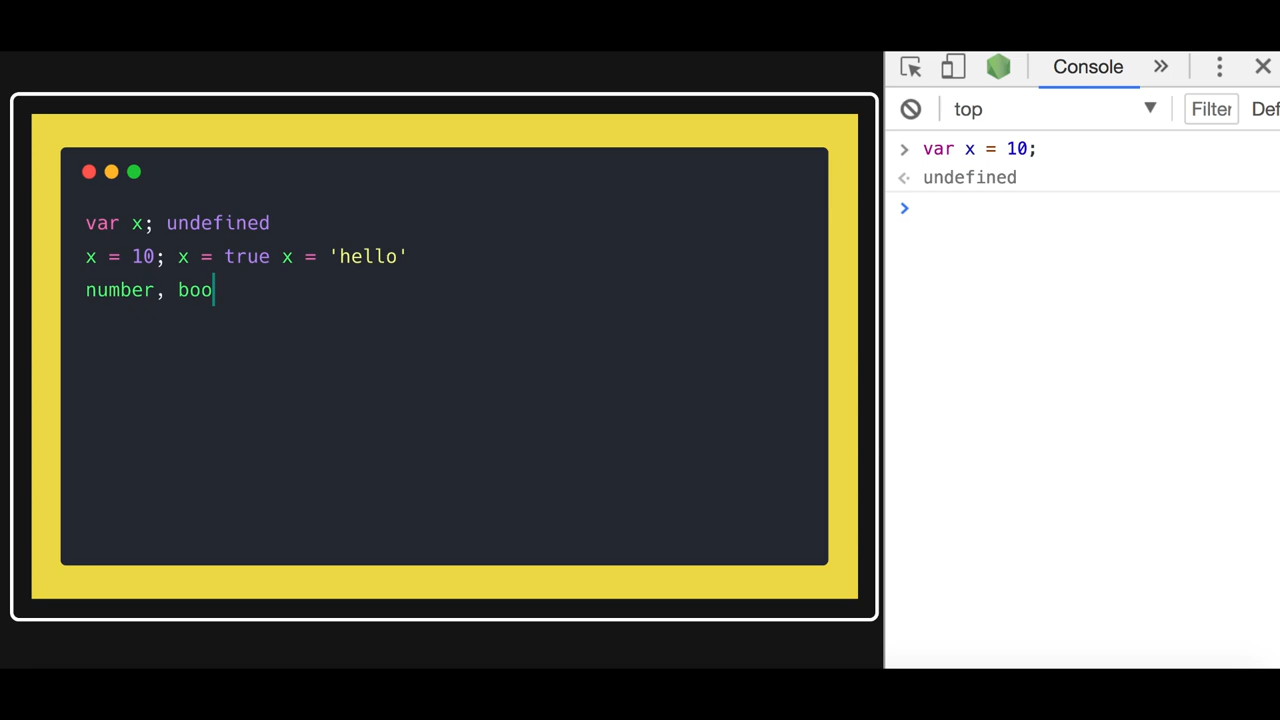 var x; undefined
x = 10; x = true x = 'hello'
number, boo
Console
top
Filter
Def
var x = 10;
undefined